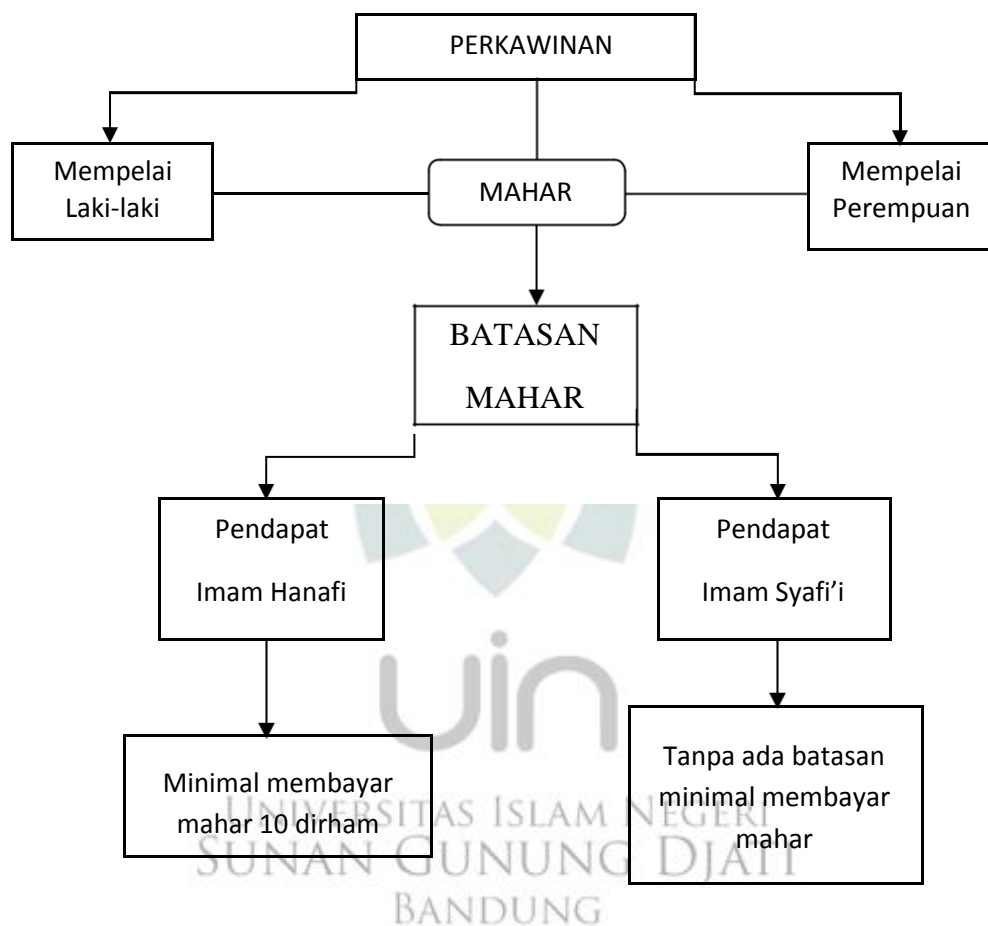 PERKAWINAN
Mempelai
Laki-laki
MAHAR
Mempelai
Perempuan
BATASAN
MAHAR
Pendapat
Imam Hanafi
Pendapat
Imam Syafi’i
uin
Minimal membayar
mahar 10 dirham
Tanpa ada batasan
minimal membayar
mahar
UNIVERSITAS ISLAM NEGERI
SUNAN GUNUNG DJATI
BANDUNG